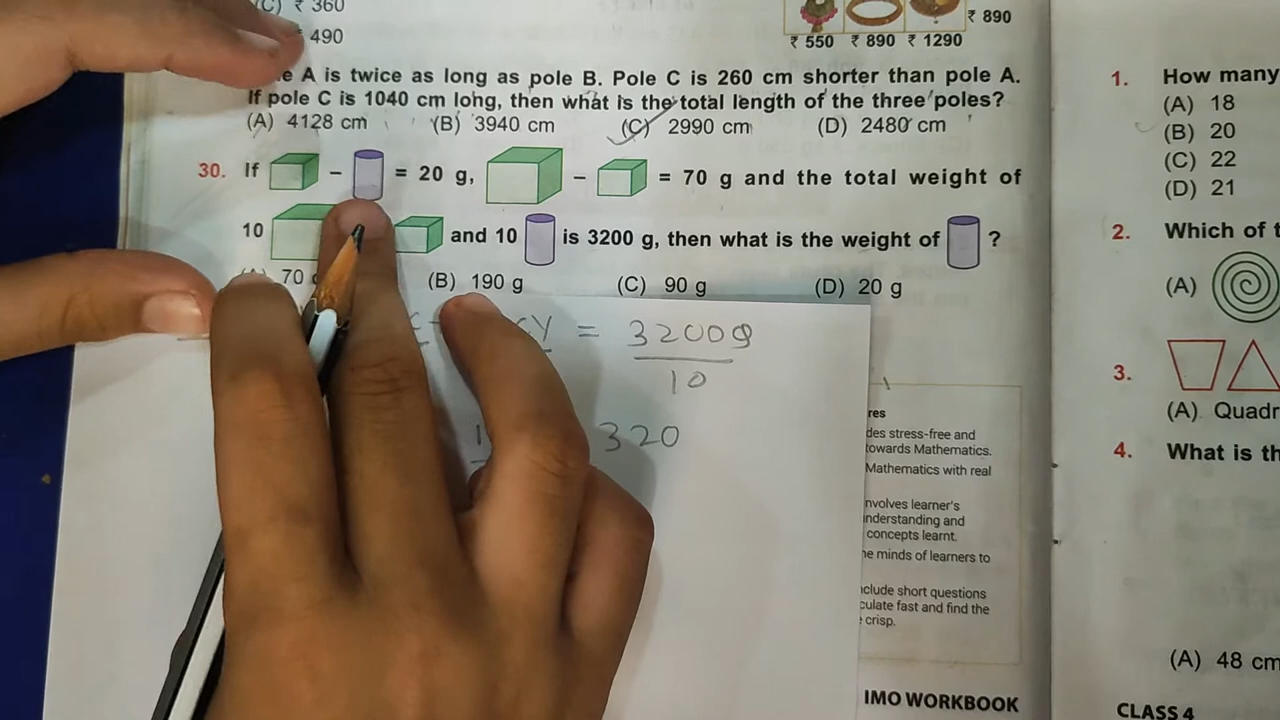 (C) ₹ 360
490
₹ 890
₹ 550 ₹ 890 ₹ 1290
e A is twice as long as pole B. Pole C is 260 cm shorter than pole A.
If pole C is 1040 cm long, then what is the total length of the three poles?
(A) 4128 cm (B) 3940 cm (C) 2990 cm (D) 2480 cm
30. If - = 20 g, - = 70 g and the total weight of
10 and 10 is 3200 g, then what is the weight of ?
70 (B) 190 g (C) 90 g (D) 20 g
Y = 3200g
10
320
res
des stress-free and
owards Mathematics.
Mathematics with real
nvolves learner's
nderstanding and
concepts learnt.
e minds of learners to
nclude short questions
culate fast and find the
crisp.
IMO WORKBOOK
1. How many
(A) 18
(B) 20
(C) 22
(D) 21
2. Which of t
(A)
3.
(A) Quadr
4. What is th
(A) 48 cm
CLASS 4